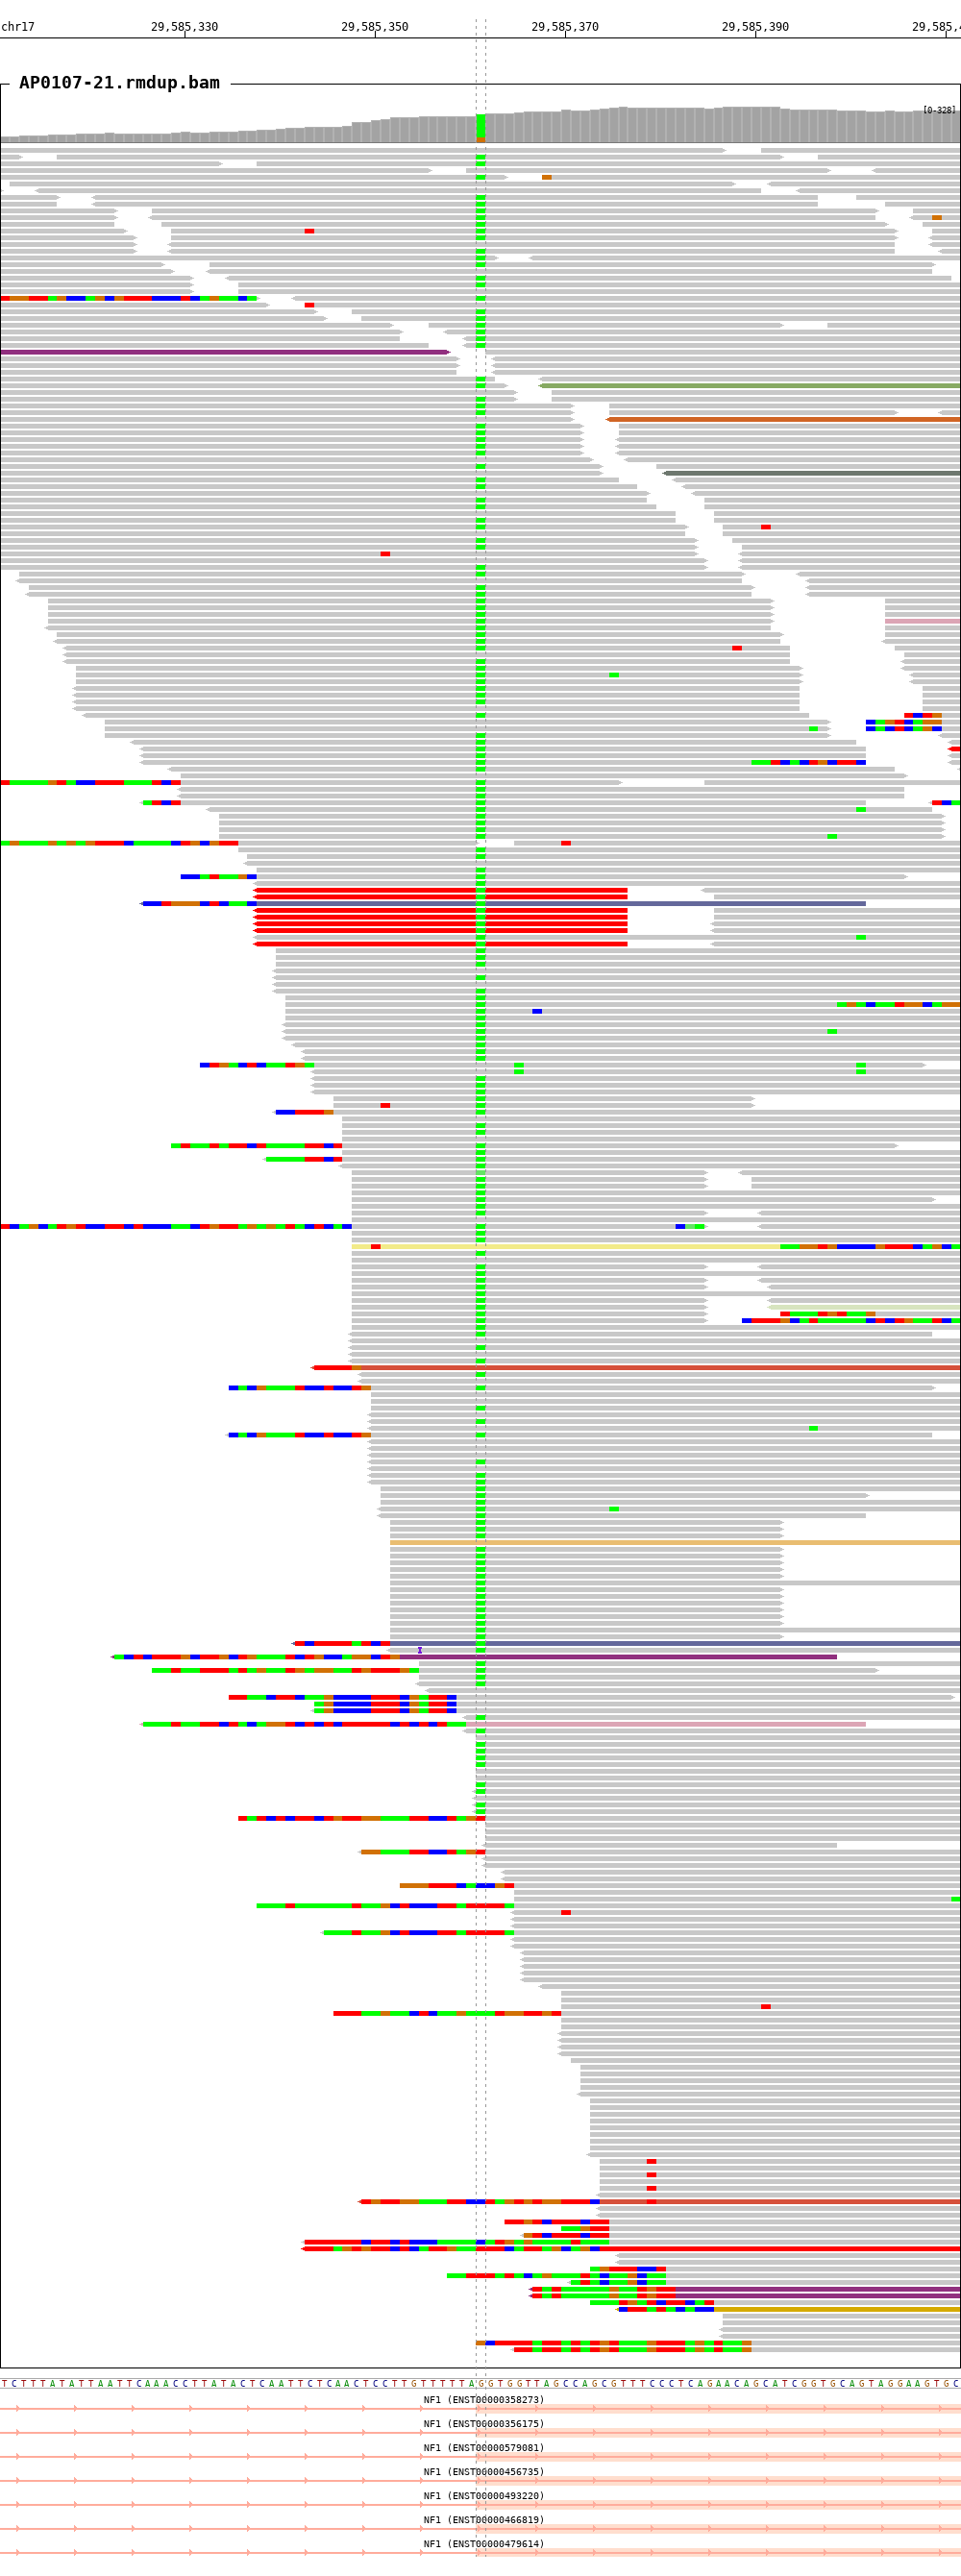 chr17 29,585,330 29,585,350 29,585,370 29,585,390 29,585,4
AP0107-21.rmdup.bam
[0-328]
I
TCTTTATATTAATTCAAACCTTATACTCAATTCTCAACTCCTTGTTTTTAGGTGGTTAGCCAGCGTTTCCCTCAGAACAGCATCGGTGCAGTAGGAAGTGC
NF1 (ENST00000358273)
NF1 (ENST00000356175)
NF1 (ENST00000579081)
NF1 (ENST00000456735)
NF1 (ENST00000493220)
NF1 (ENST00000466819)
NF1 (ENST00000479614)